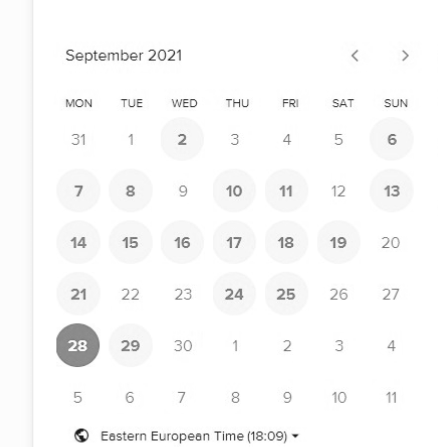 September 2021
MON TUE WED THU FRI SAT SUN
31 1 2 3 4 5 6
7 8 9 10 11 12 13
14 15 16 17 18 19 20
21 22 23 24 25 26 27
28 29 30 1 2 3 4
5 6 7 8 9 10 11
Eastern European Time (18:09)